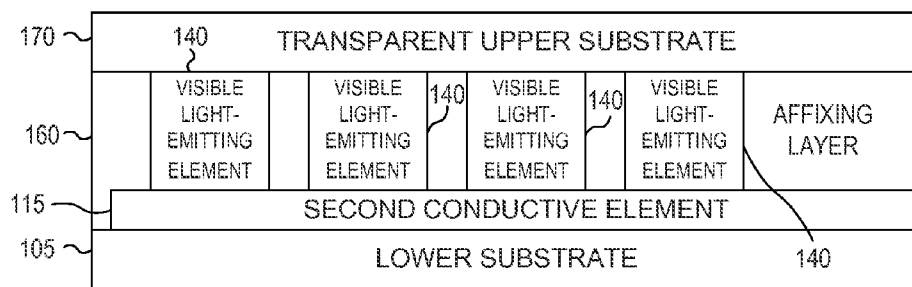 170
140
TRANSPARENT UPPER SUBSTRATE
VISIBLE
LIGHT-
EMITTING
ELEMENT
VISIBLE
LIGHT-
EMITTING
ELEMENT
140
VISIBLE
LIGHT-
EMITTING
ELEMENT
140
VISIBLE
LIGHT-
EMITTING
ELEMENT
AFFIXING
LAYER
160
115
SECOND CONDUCTIVE ELEMENT
105
LOWER SUBSTRATE
140